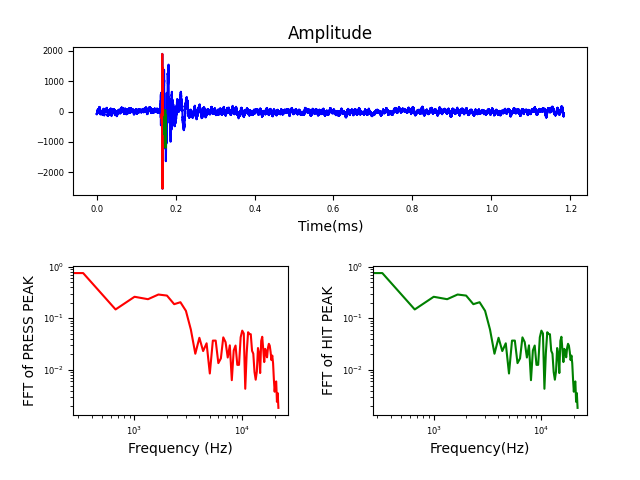 Amplitude
2000
1000
0
−1000
−2000
0.0 0.2 0.4 0.6 0.8 1.0 1.2
Time(ms)
FFT of PRESS PEAK
10⁰
10⁻¹
10⁻²
10³ 10⁴
Frequency (Hz)
FFT of HIT PEAK
10⁰
10⁻¹
10⁻²
10³ 10⁴
Frequency(Hz)